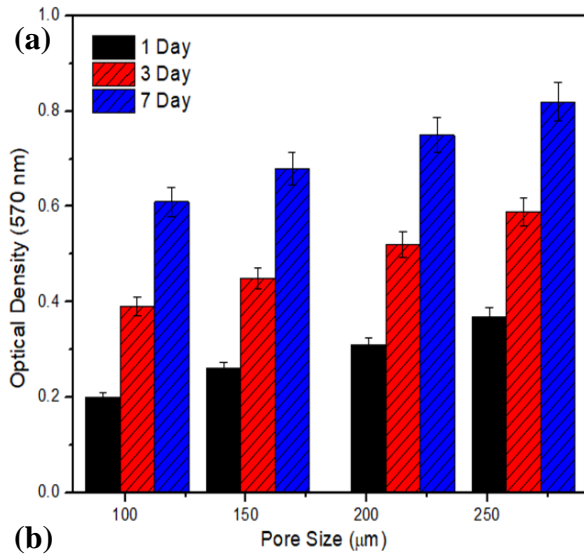 (a)
1 Day
3 Day
7 Day
Optical Density (570 nm)
1.0
0.8
0.6
0.4
0.2
0.0
100 150 200 250
Pore Size (μm)
(b)